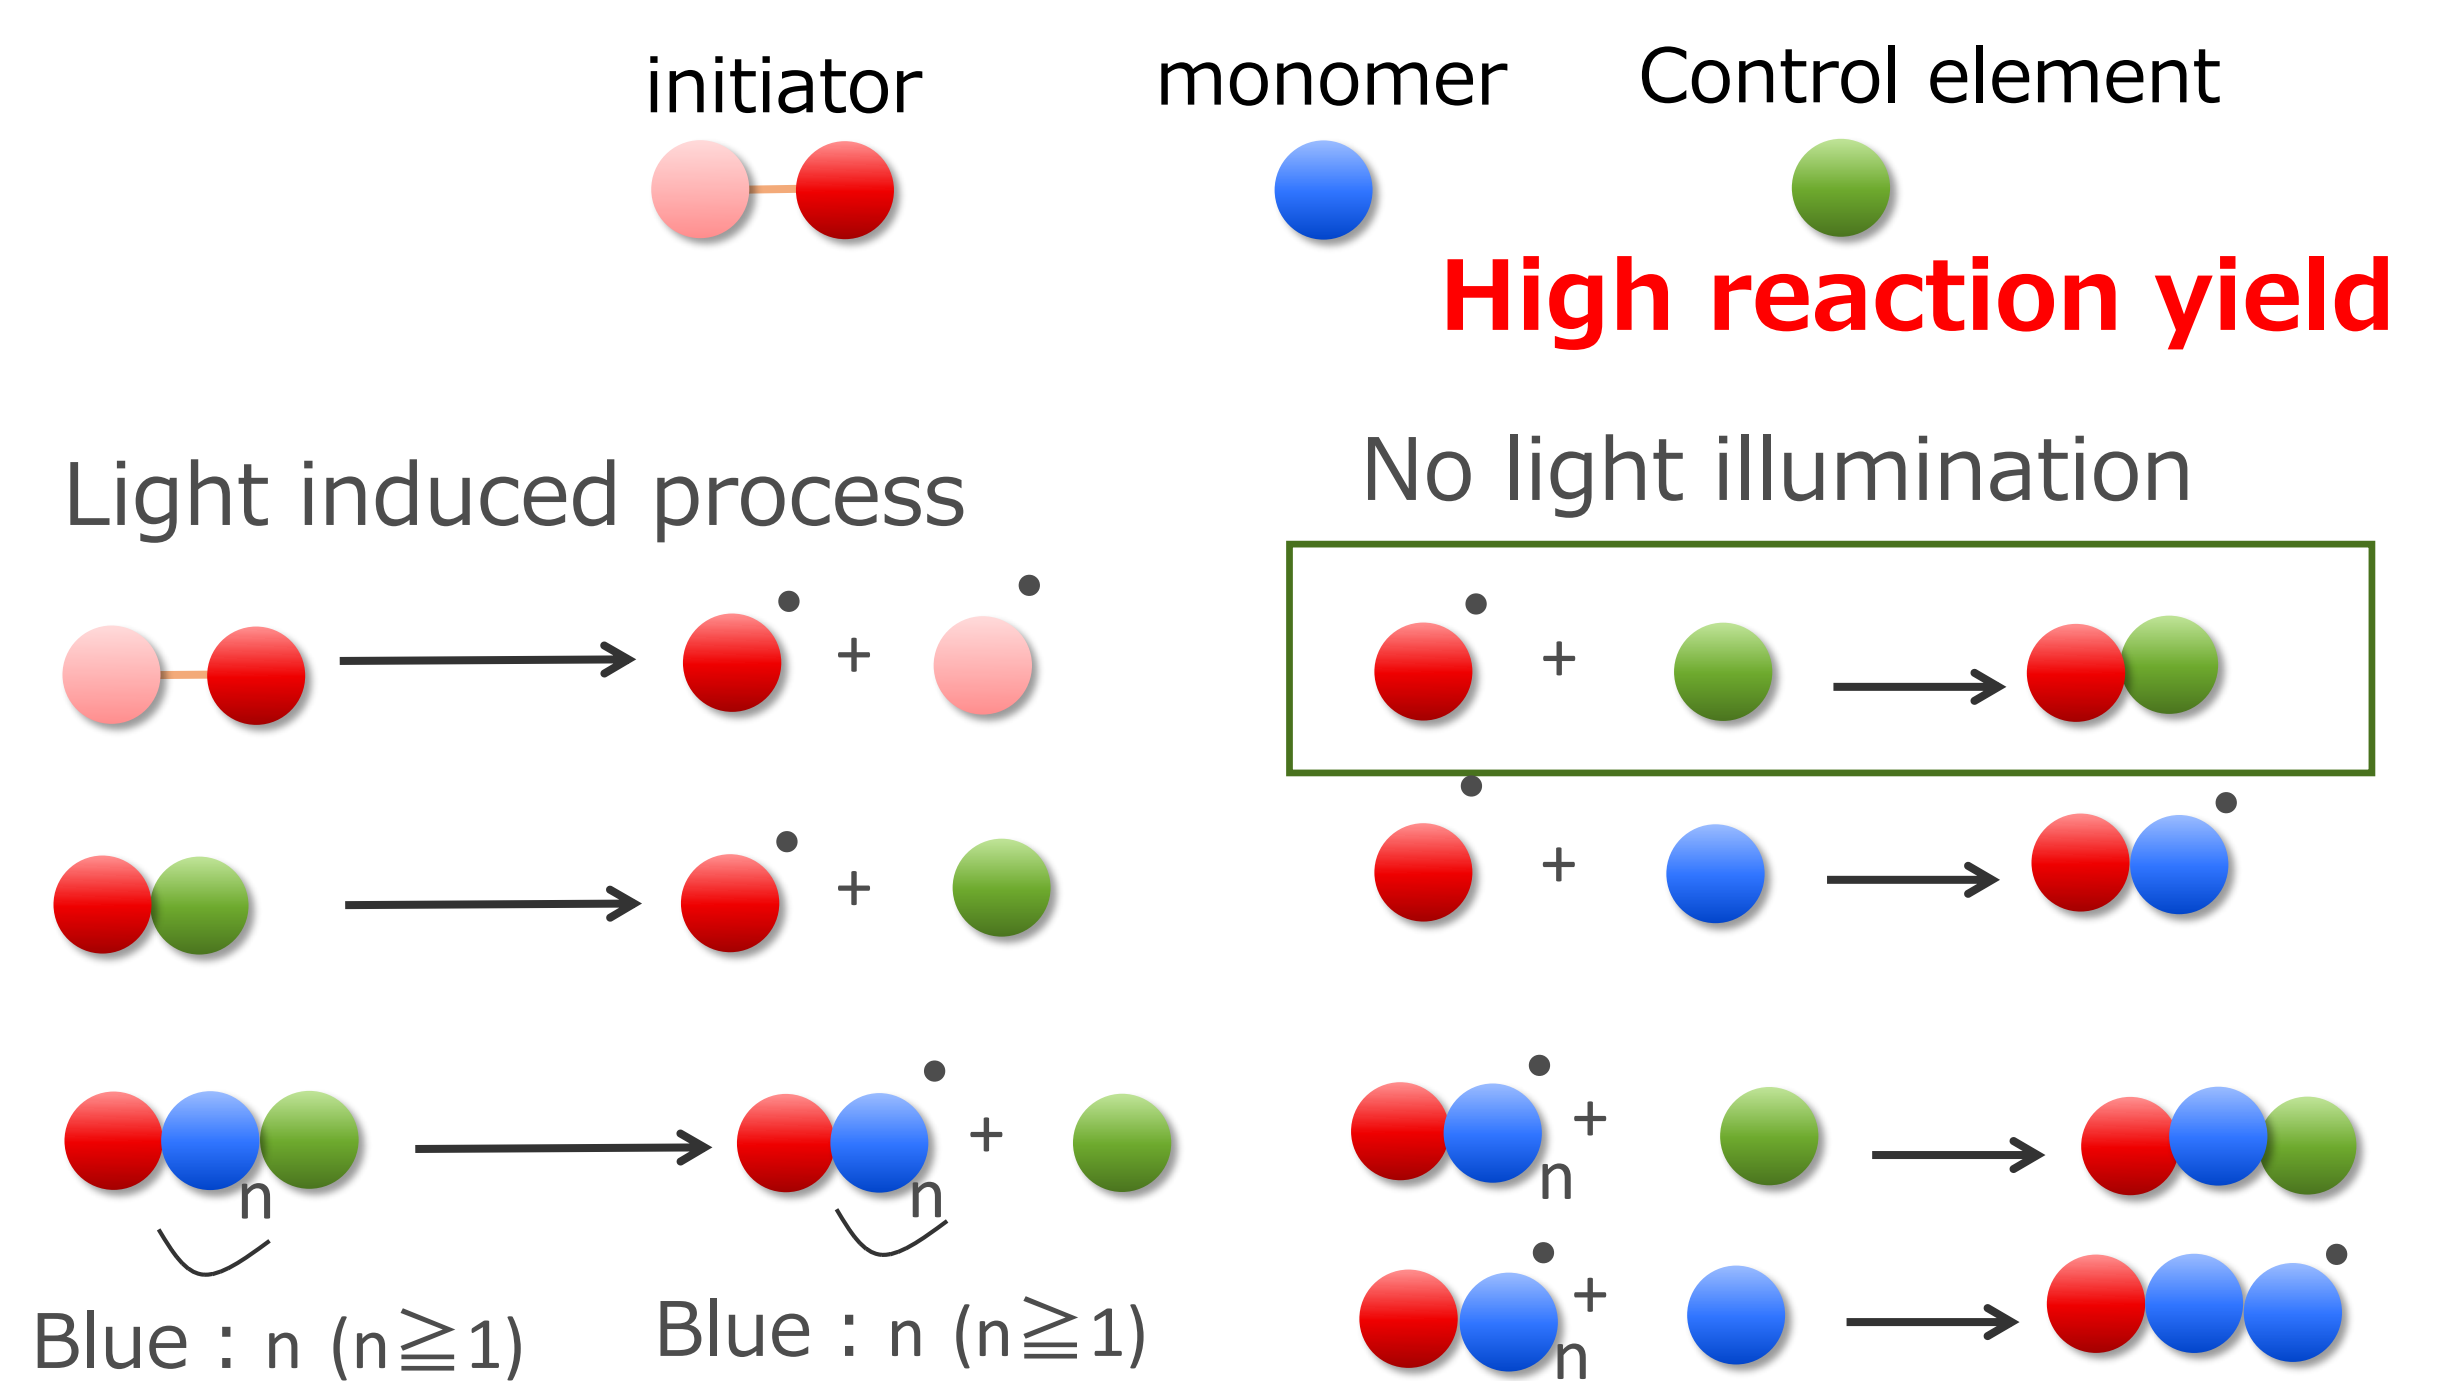 initiator
monomer
Control element
High reaction yield
Light induced process
No light illumination
+
+
+
+
+
n
n
Blue : n (n≧1)
Blue : n (n≧1)
+
n
+
n